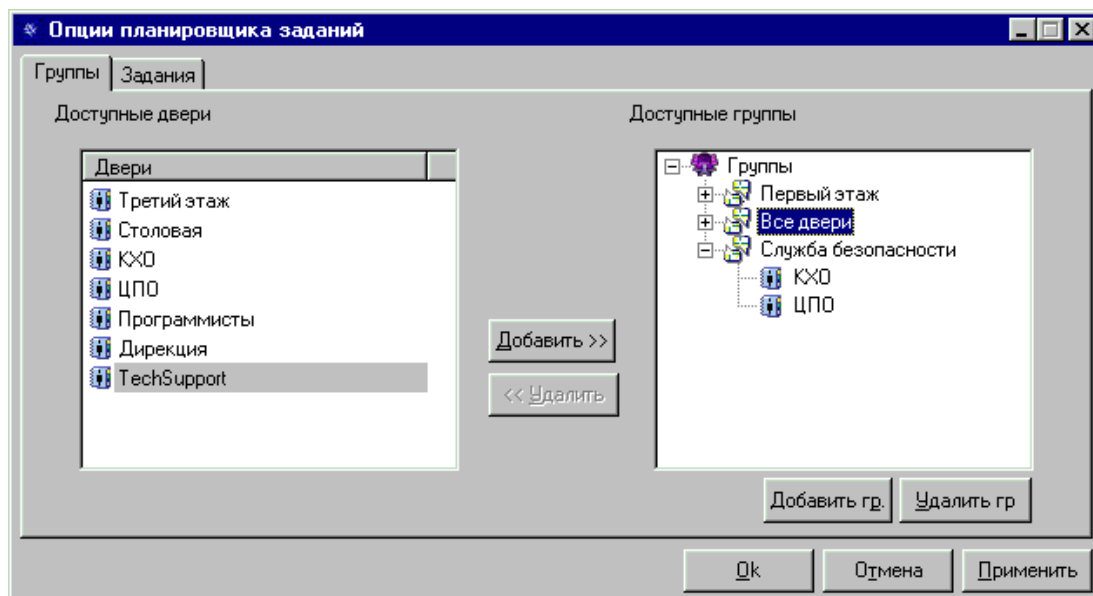 Опции планировщика заданий
Группы Задания
Доступные двери
Доступные группы
Двери
Третий этаж
Столовая
КХО
ЦПО
Программисты
Дирекция
TechSupport
Добавить >>
<< Удалить
Группы
Первый этаж
Все двери
Служба безопасности
КХО
ЦПО
Добавить гр. Удалить гр
Ok Отмена Применить